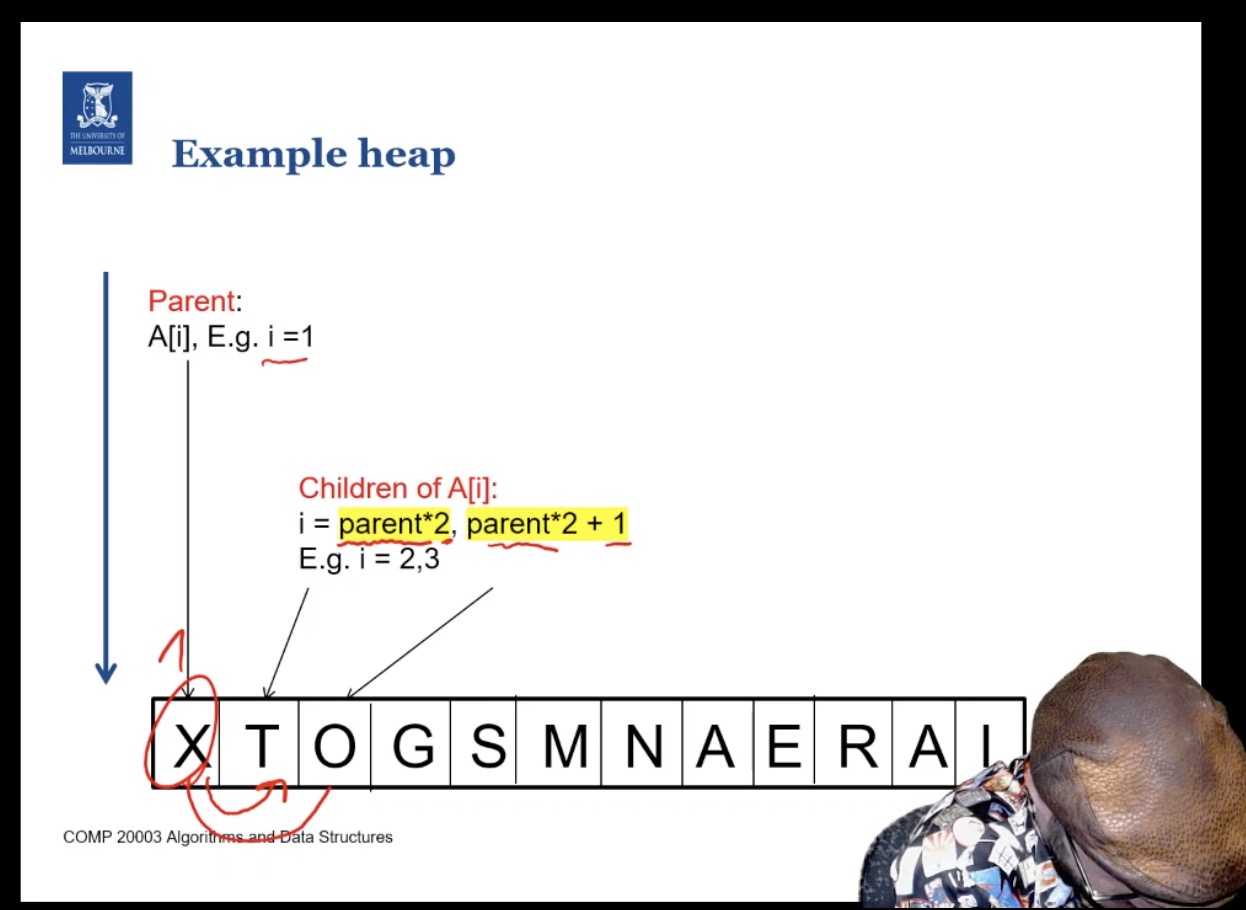 THE UNIVERSITY OF
MELBOURNE
Example heap
Parent:
A[i], E.g. i =1
Children of A[i]:
i = parent*2, parent*2 + 1
E.g. i = 2,3
1
X T O G S M N A E R A I
COMP 20003 Algorithms and Data Structures